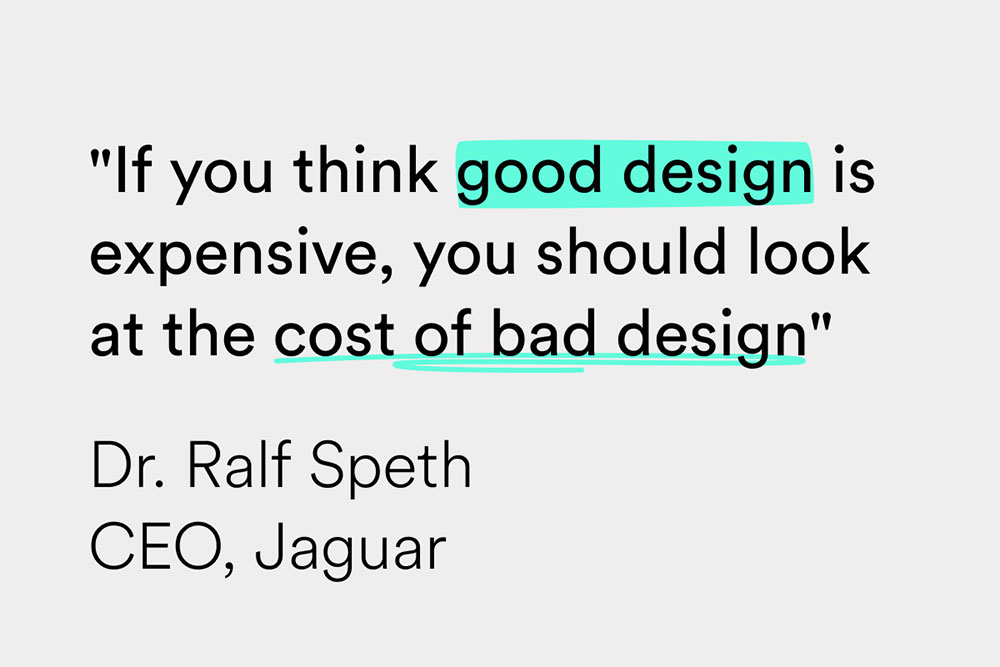 "If you think good design is
expensive, you should look
at the cost of bad design"
Dr. Ralf Speth
CEO, Jaguar